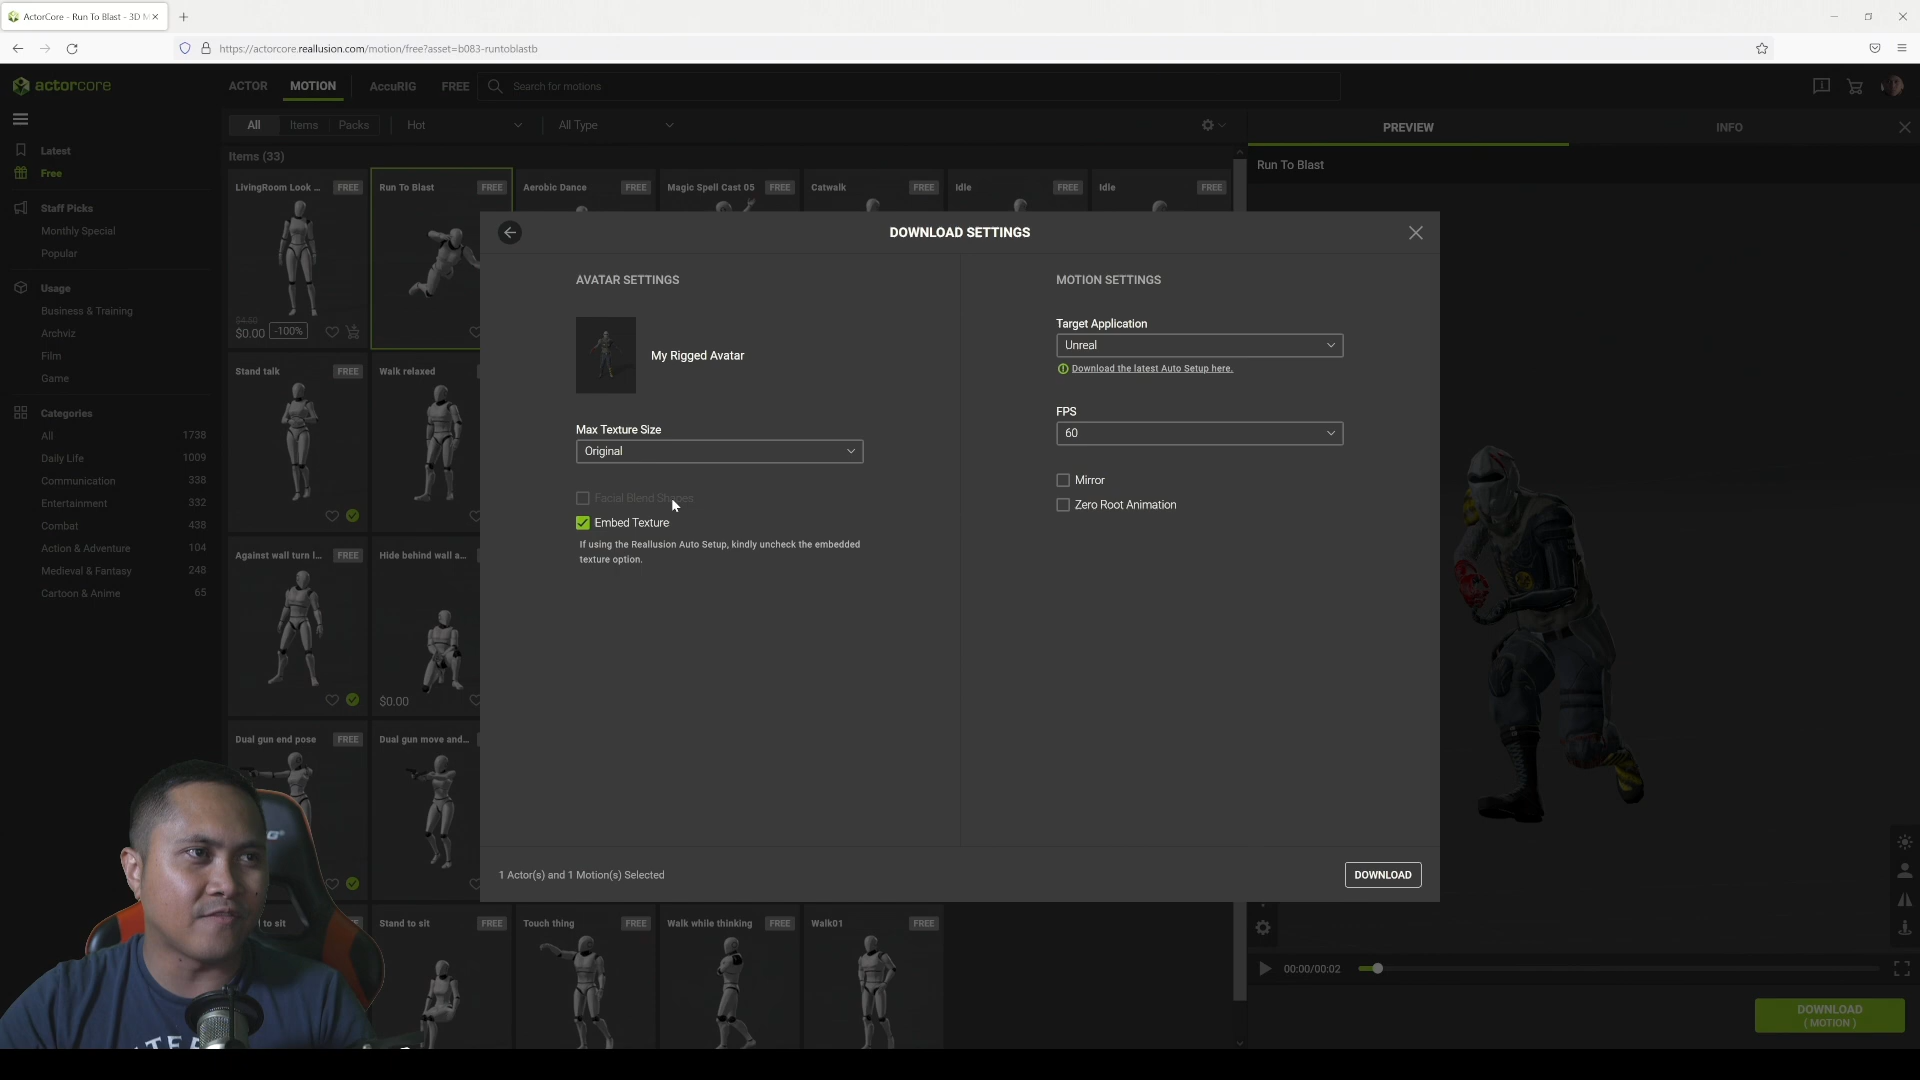 ActorCore - Run To Blast - 3D M
https://actorcore.reallusion.com/motion/free?asset=b083-runtoblastb
actorcore
ACTOR
MOTION
AccuRIG
FREE
Search for motions
All
Items
Packs
Hot
All Type
PREVIEW
INFO
Latest
Free
Staff Picks
Monthly Special
Popular
Usage
Business & Training
Archviz
Film
Game
Categories
All 1738
Daily Life 1009
Communication 338
Entertainment 332
Combat 438
Action & Adventure 104
Medieval & Fantasy 248
Cartoon & Anime 65
Items (33)
LivingRoom Look ... FREE
Run To Blast FREE
Aerobic Dance FREE
Magic Spell Cast 05 FREE
Catwalk FREE
Idle FREE
Idle FREE
$0.00 -100%
Stand talk FREE
Walk relaxed
Against wall turn l... FREE
Hide behind wall a...
$0.00
Dual gun end pose FREE
Dual gun move and...
to sit FREE
Stand to sit FREE
Touch thing FREE
Walk while thinking FREE
Walk01 FREE
DOWNLOAD SETTINGS
AVATAR SETTINGS
My Rigged Avatar
Max Texture Size
Original
Facial Blend Shapes
Embed Texture
If using the Reallusion Auto Setup, kindly uncheck the embedded
texture option.
MOTION SETTINGS
Target Application
Unreal
Download the latest Auto Setup here.
FPS
60
Mirror
Zero Root Animation
1 Actor(s) and 1 Motion(s) Selected
DOWNLOAD
Run To Blast
00:00/00:02
DOWNLOAD
( MOTION )